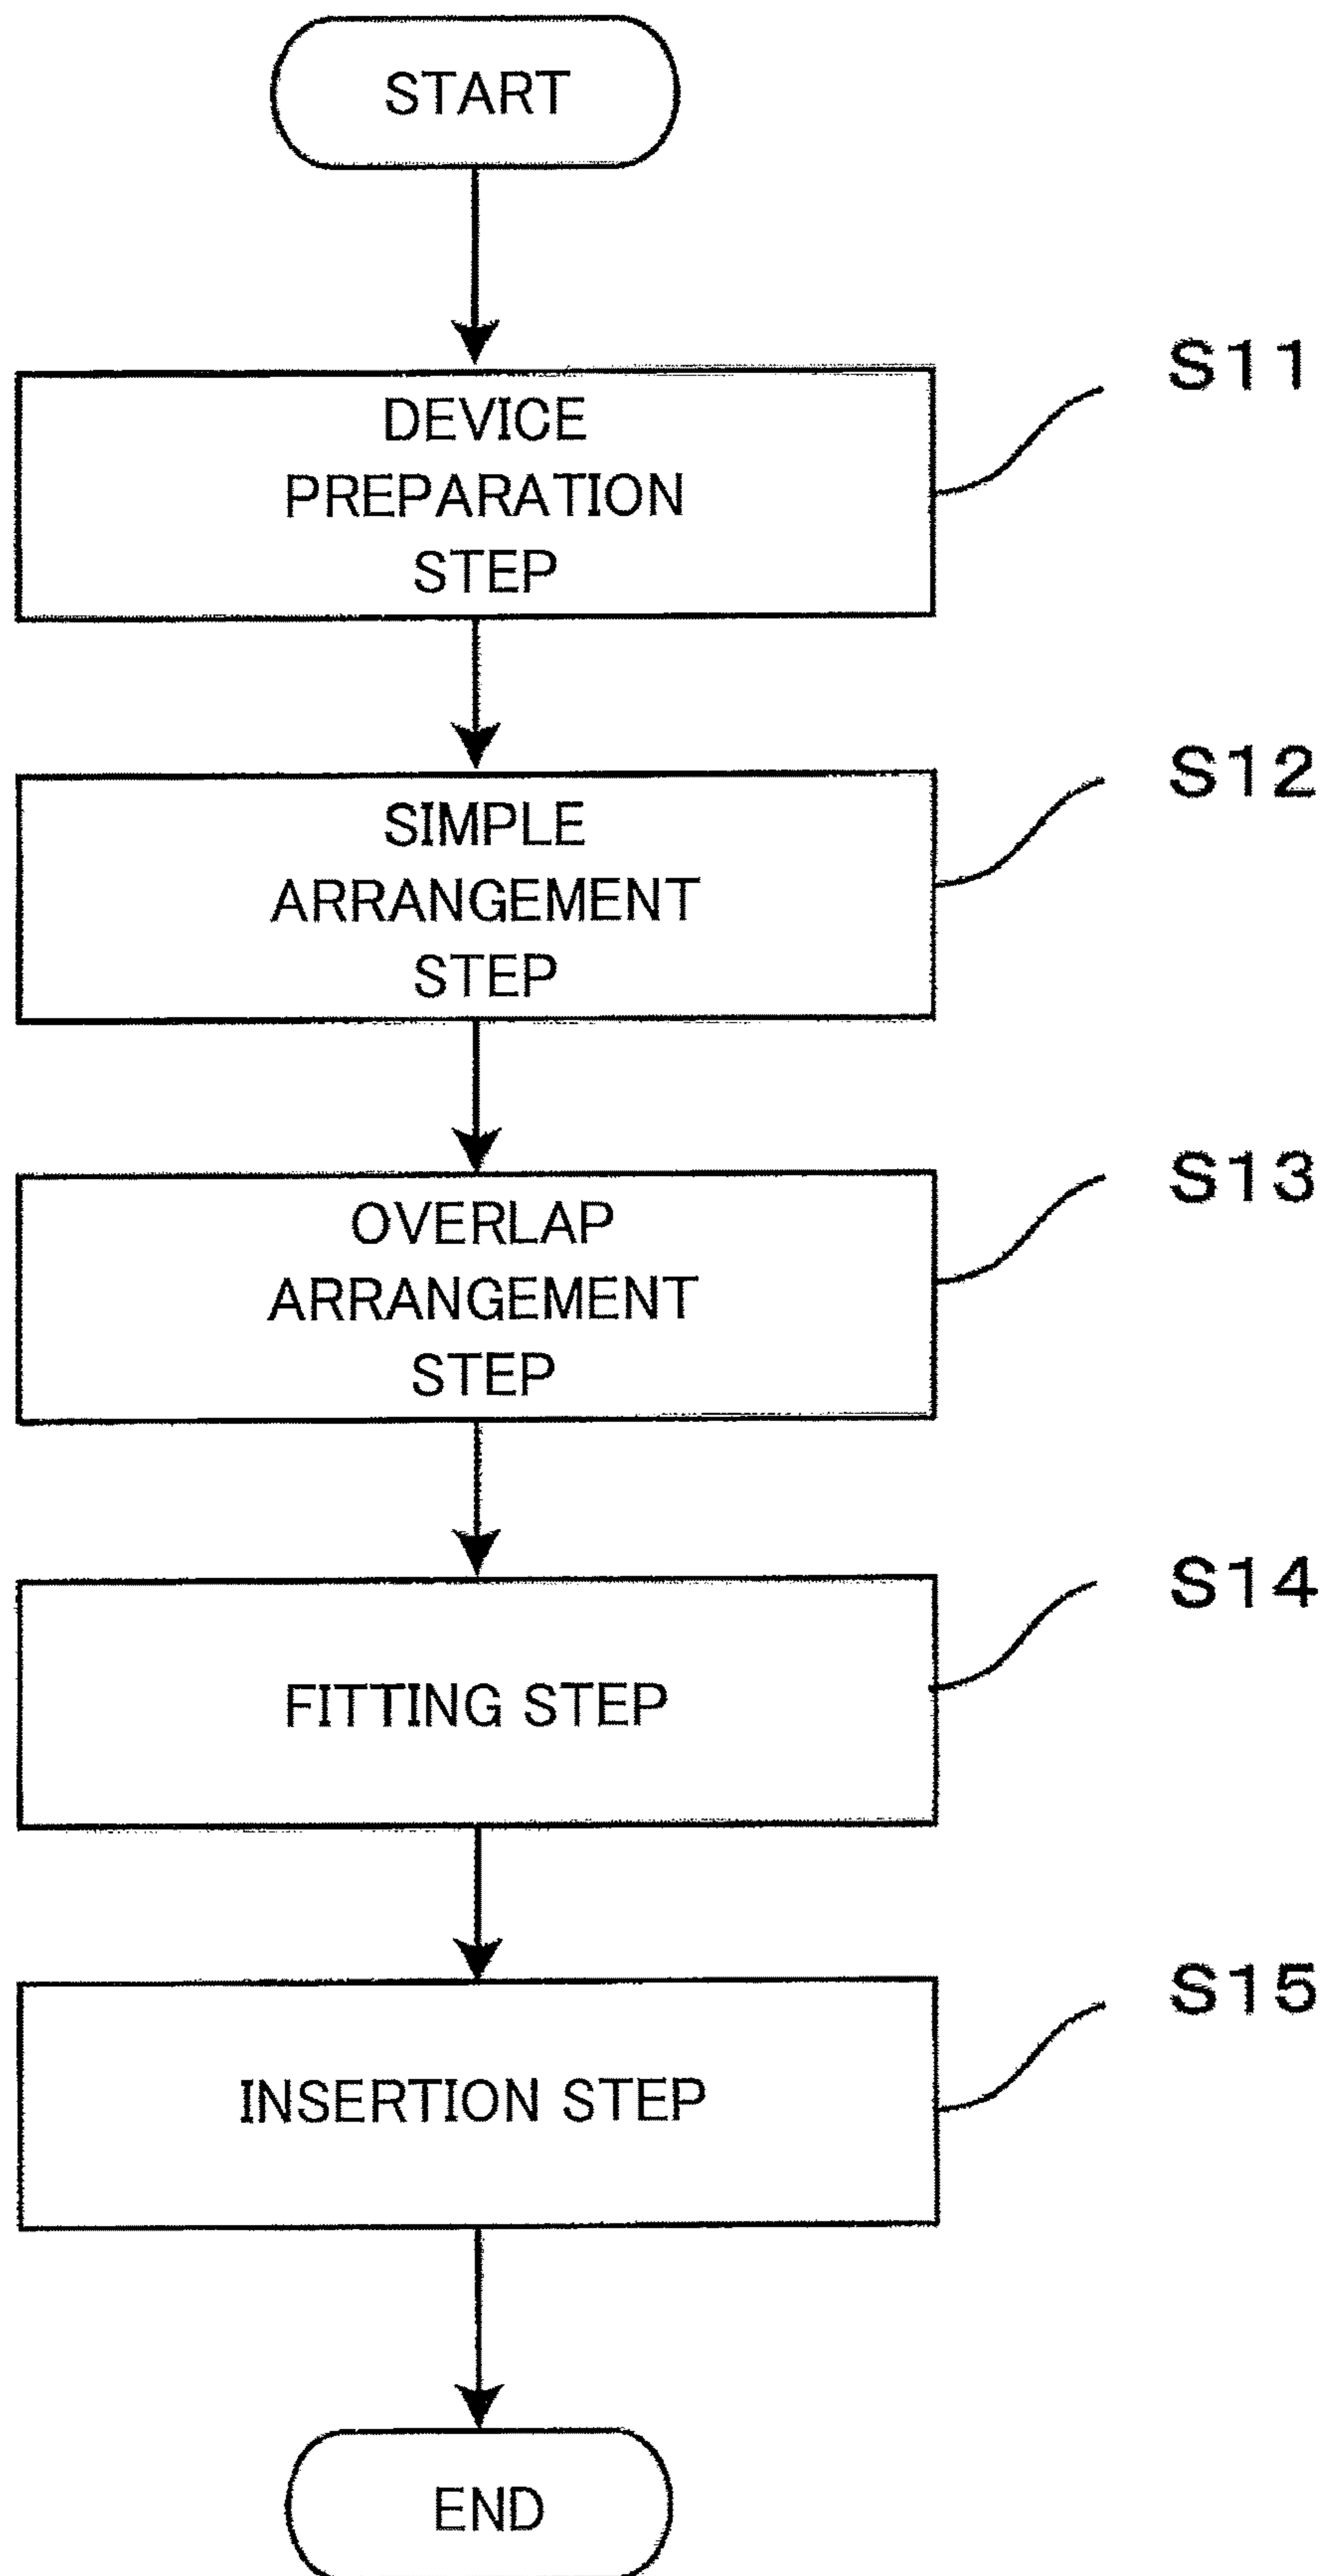 START
S11
DEVICE
PREPARATION
STEP
S12
SIMPLE
ARRANGEMENT
STEP
S13
OVERLAP
ARRANGEMENT
STEP
S14
FITTING STEP
S15
INSERTION STEP
END